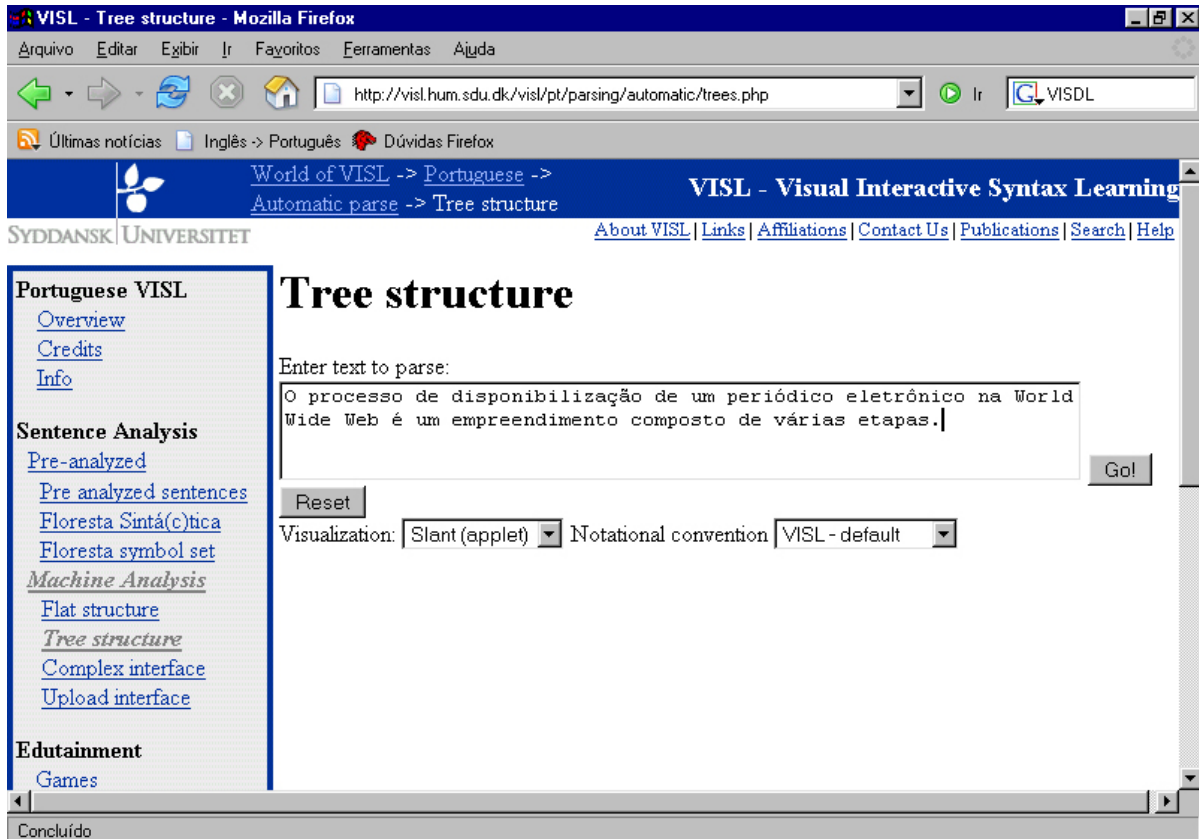 VISL - Tree structure - Mozilla Firefox
Arquivo Editar Exibir Ir Favoritos Ferramentas Ajuda
http://visl.hum.sdu.dk/visl/pt/parsing/automatic/trees.php Ir G VISDL
Últimas notícias Inglês -> Português Dúvidas Firefox
World of VISL -> Portuguese ->
Automatic parse -> Tree structure
VISL - Visual Interactive Syntax Learning
SYDDANSK UNIVERSITET
About VISL | Links | Affiliations | Contact Us | Publications | Search | Help
Portuguese VISL
Overview
Credits
Info
Sentence Analysis
Pre-analyzed
Pre analyzed sentences
Floresta Sintá(c)tica
Floresta symbol set
Machine Analysis
Flat structure
Tree structure
Complex interface
Upload interface
Edutainment
Games
Tree structure
Enter text to parse:
O processo de disponibilização de um periódico eletrônico na World
Wide Web é um empreendimento composto de várias etapas.
Go!
Reset
Visualization: Slant (applet) Notational convention VISL - default
Concluído